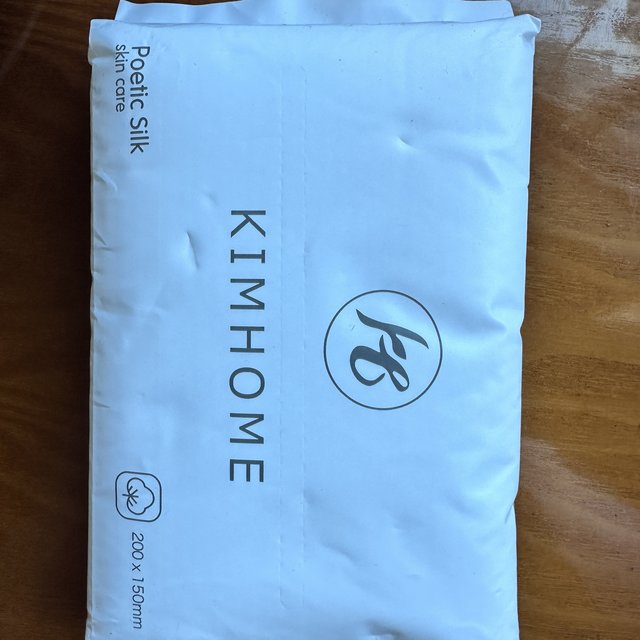 Poetic Silk
skin care
KIMHOME
200 x 150mm